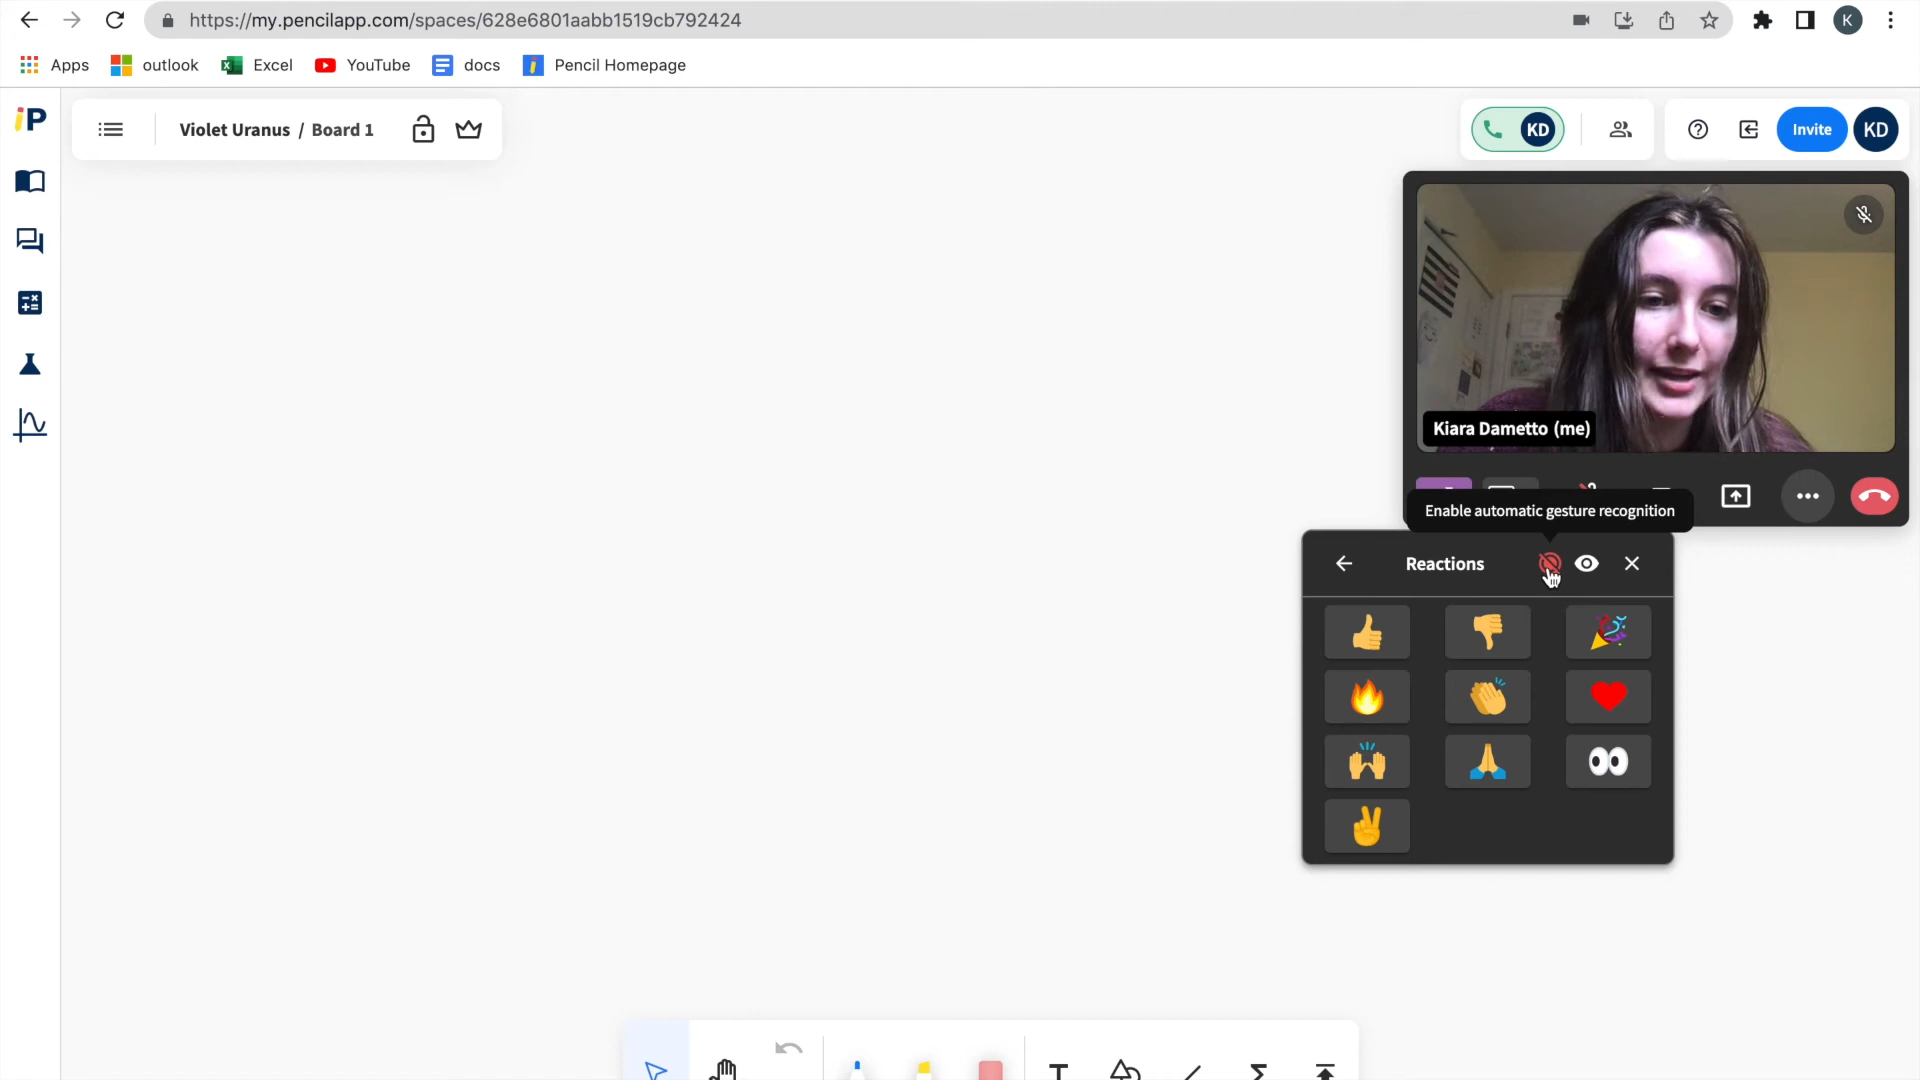 https://my.pencilapp.com/spaces/628e6801aabb1519cb792424
K
Apps
outlook
Excel
YouTube
docs
Pencil Homepage
iP
Violet Uranus / Board 1
KD
Invite
KD
Kiara Dametto (me)
Enable automatic gesture recognition
Reactions
T
Σ